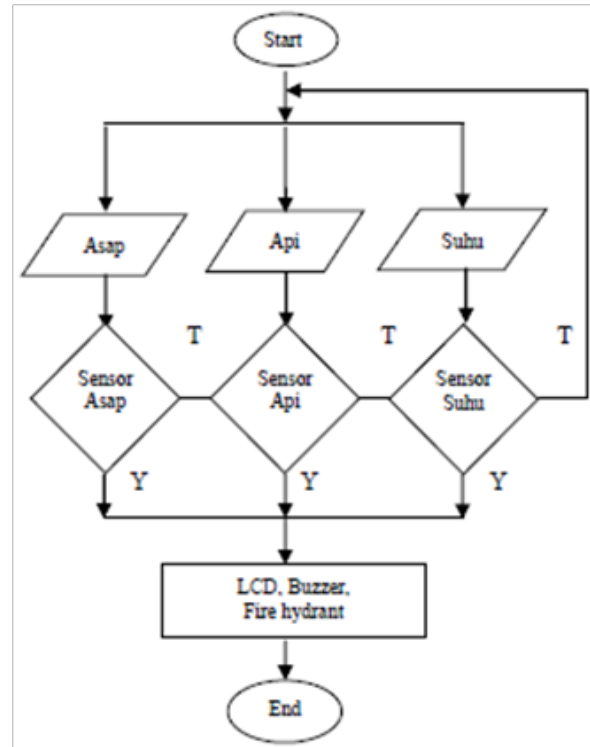 Start
Asap
Api
Suhu
T
T
T
Sensor
Asap
Sensor
Api
Sensor
Suhu
Y
Y
Y
LCD, Buzzer,
Fire hydrant
End